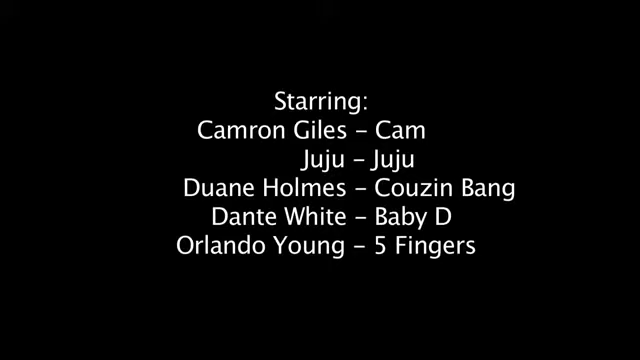 Starring:
Camron Giles - Cam
Juju - Juju
Duane Holmes - Couzin Bang
Dante White - Baby D
Orlando Young - 5 Fingers